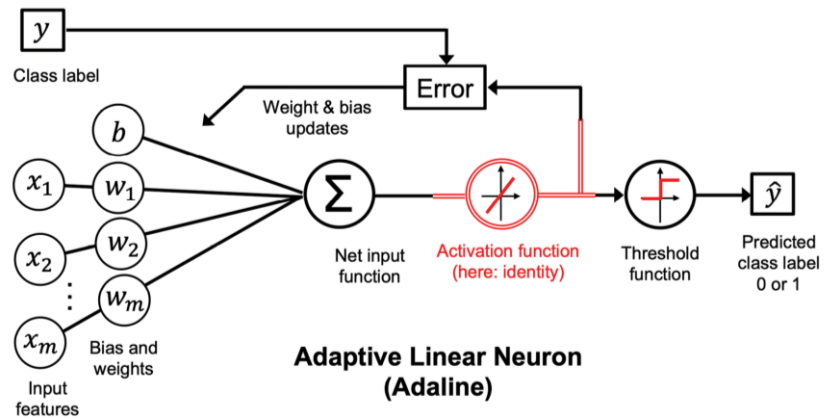 y
Class label
Error
Weight & bias
updates
b
x₁
w₁
x₂
w₂
⋮
wₘ
xₘ
Σ
Net input
function
Activation function
(here: identity)
Threshold
function
ŷ
Predicted
class label
0 or 1
Bias and
weights
Input
features
Adaptive Linear Neuron
(Adaline)